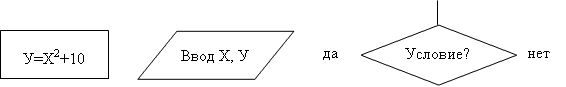 У=Х²+10
Ввод Х, У
да
Условие?
нет